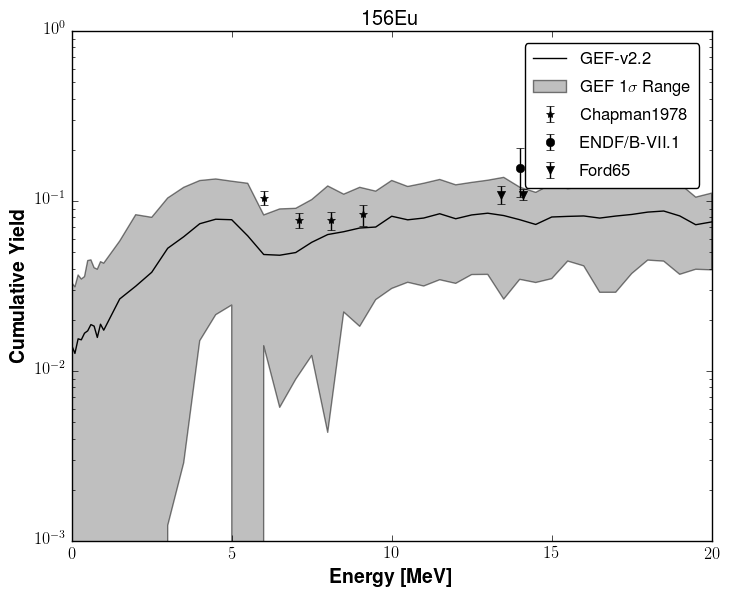 156Eu
GEF-v2.2
GEF 1σ Range
Chapman1978
ENDF/B-VII.1
Ford65
Cumulative Yield
10^0
10^-1
10^-2
10^-3
0 5 10 15 20
Energy [MeV]